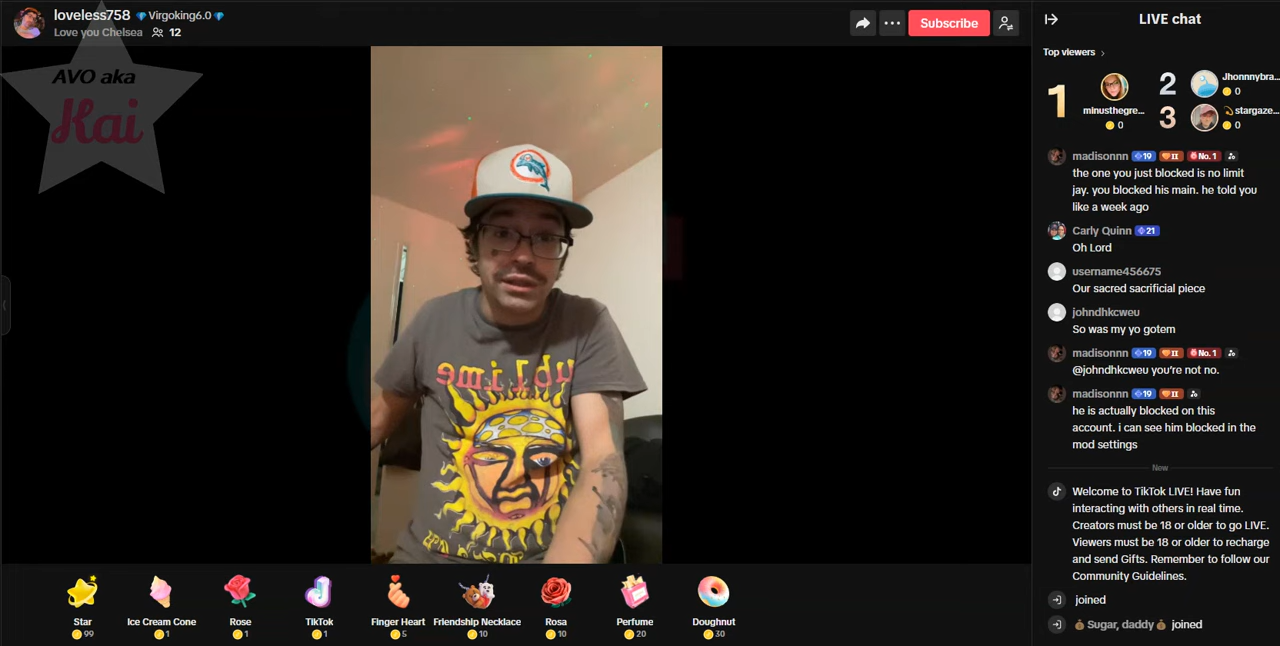 loveless758 💎Virgoking6.0💎
Love you Chelsea 12
Subscribe
AVO aka
Kai
LIVE chat
Top viewers
1
minusthegre...
0
2
Jhonnnybra...
0
3
stargaze...
0
madisonnn 19 II No. 1
the one you just blocked is no limit
jay. you blocked his main. he told you
like a week ago
Carly Quinn 21
Oh Lord
username456675
Our sacred sacrificial piece
johndhkcweu
So was my yo gotem
madisonnn 19 II No. 1
@johndhkcweu you're not no.
madisonnn 19 II
he is actually blocked on this
account. i can see him blocked in the
mod settings
New
Welcome to TikTok LIVE! Have fun
interacting with others in real time.
Creators must be 18 or older to go LIVE.
Viewers must be 18 or older to recharge
and send Gifts. Remember to follow our
Community Guidelines.
joined
💰Sugar, daddy💰 joined
sublime
Star
99
Ice Cream Cone
1
Rose
1
TikTok
1
Finger Heart
5
Friendship Necklace
10
Rosa
10
Perfume
20
Doughnut
30